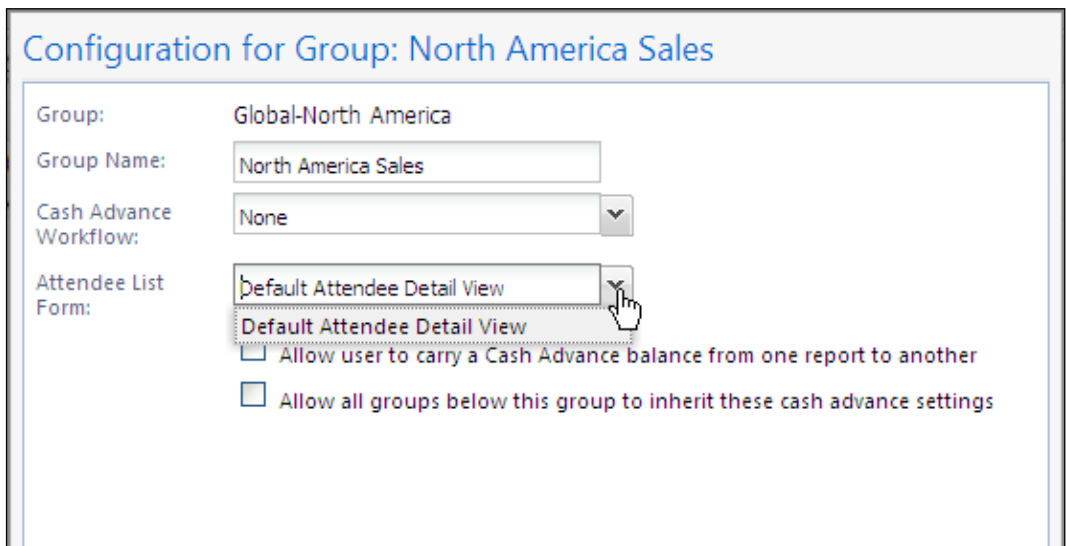 Configuration for Group: North America Sales
Group: Global-North America
Group Name: North America Sales
Cash Advance Workflow: None
Attendee List Form: Default Attendee Detail View
Default Attendee Detail View
Allow user to carry a Cash Advance balance from one report to another
Allow all groups below this group to inherit these cash advance settings